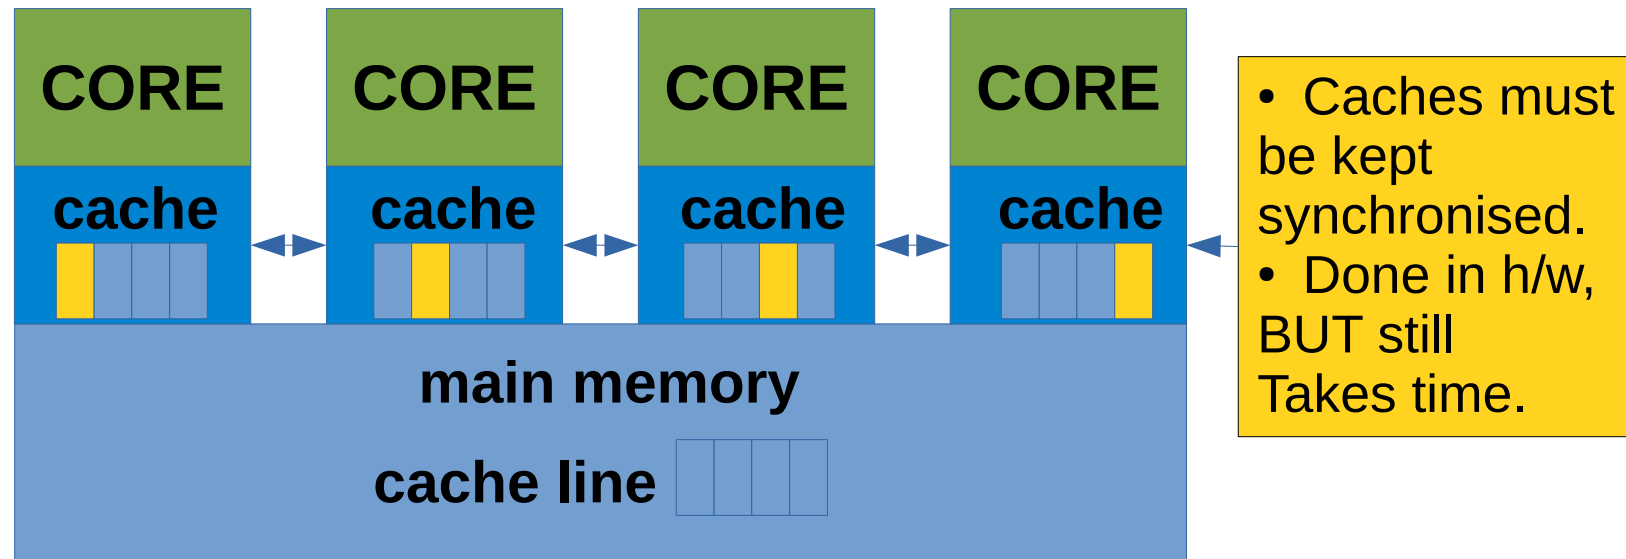 CORE CORE CORE CORE
cache cache cache cache
• Caches must
be kept
synchronised.
• Done in h/w,
BUT still
Takes time.
main memory
cache line